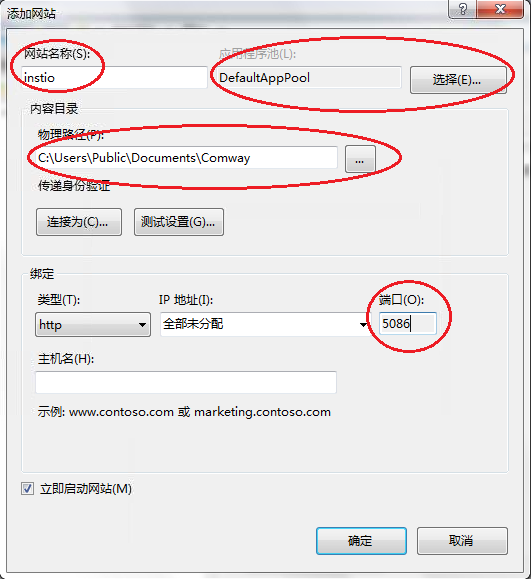 添加网站
网站名称(S):
应用程序池(L):
instio
DefaultAppPool
选择(E)...
内容目录
物理路径(P):
C:\Users\Public\Documents\Comway
...
传递身份验证
连接为(C)...
测试设置(G)...
绑定
类型(T):
IP 地址(I):
端口(O):
http
全部未分配
5086
主机名(H):
示例: www.contoso.com 或 marketing.contoso.com
立即启动网站(M)
确定
取消